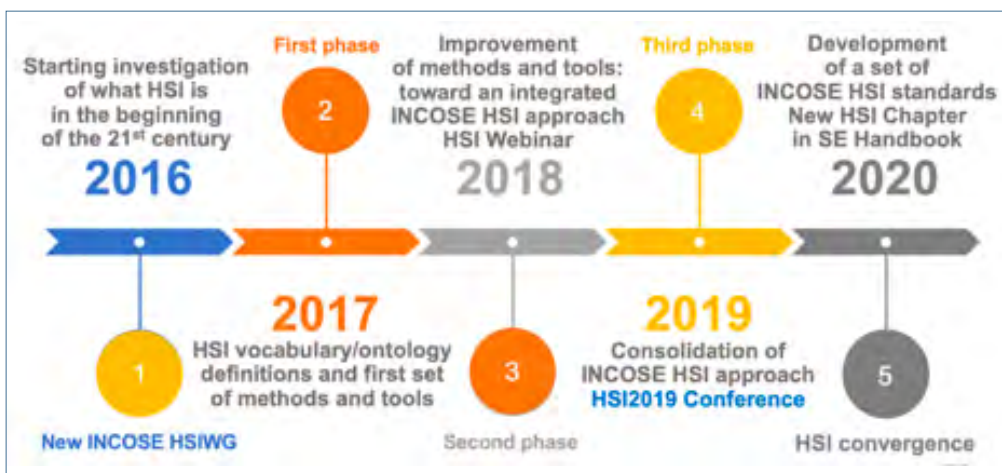 Starting investigation
of what HSI is
in the beginning
of the 21st century
2016
1
New INCOSE HSIWG
First phase
2
2017
HSI vocabulary/ontology
definitions and first set
of methods and tools
Improvement
of methods and tools:
toward an integrated
INCOSE HSI approach
HSI Webinar
2018
3
Second phase
Third phase
4
2019
Consolidation of
INCOSE HSI approach
HSI2019 Conference
Development
of a set of
INCOSE HSI standards
New HSI Chapter
in SE Handbook
2020
5
HSI convergence